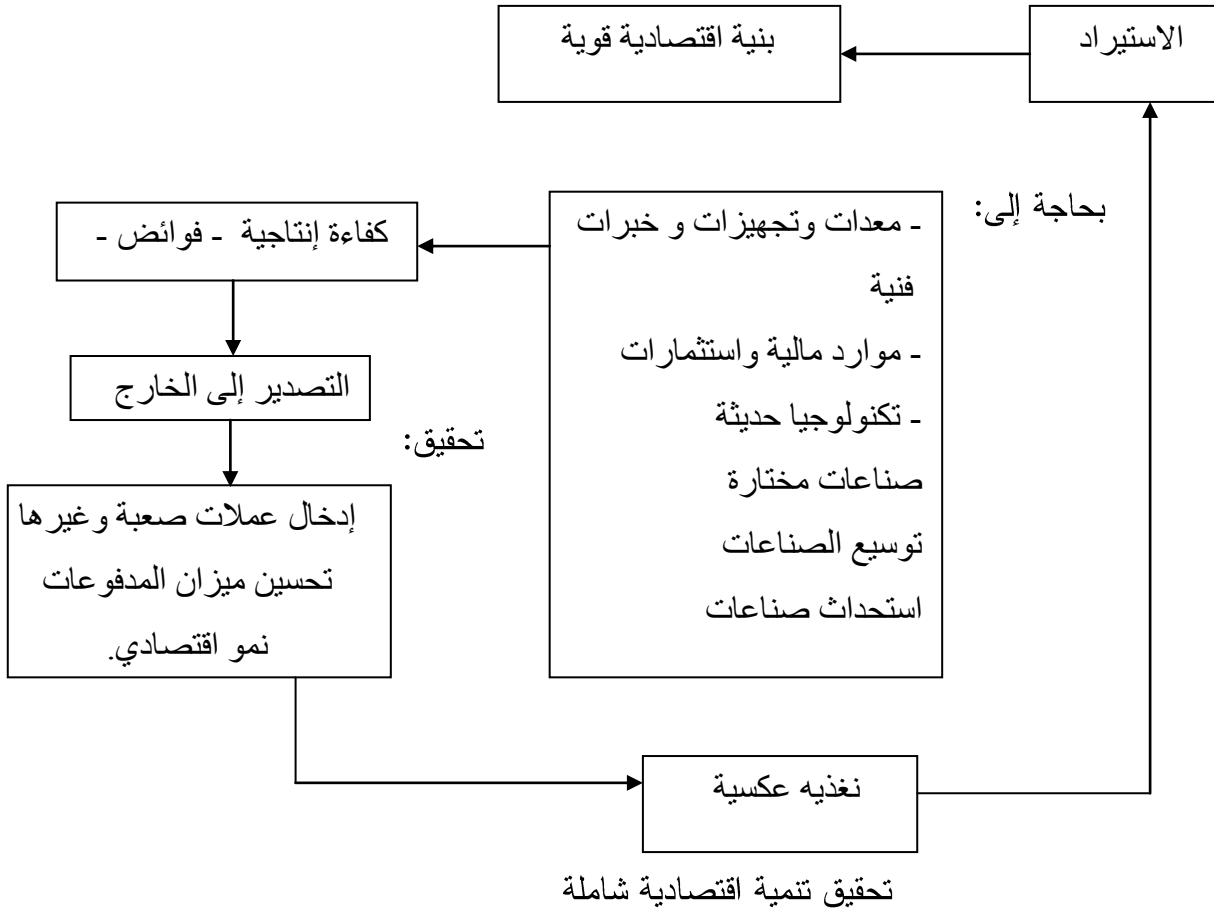 الاستيراد
بنية اقتصادية قوية
بحاجة إلى:
- معدات وتجهيزات و خبرات
فنية
- موارد مالية واستثمارات
- تكنولوجيا حديثة
صناعات مختارة
توسيع الصناعات
استحداث صناعات
كفاءة إنتاجية - فوائض -
التصدير إلى الخارج
تحقيق:
إدخال عملات صعبة وغيرها
تحسين ميزان المدفوعات
نمو اقتصادي.
نغذيه عكسية
تحقيق تنمية اقتصادية شاملة